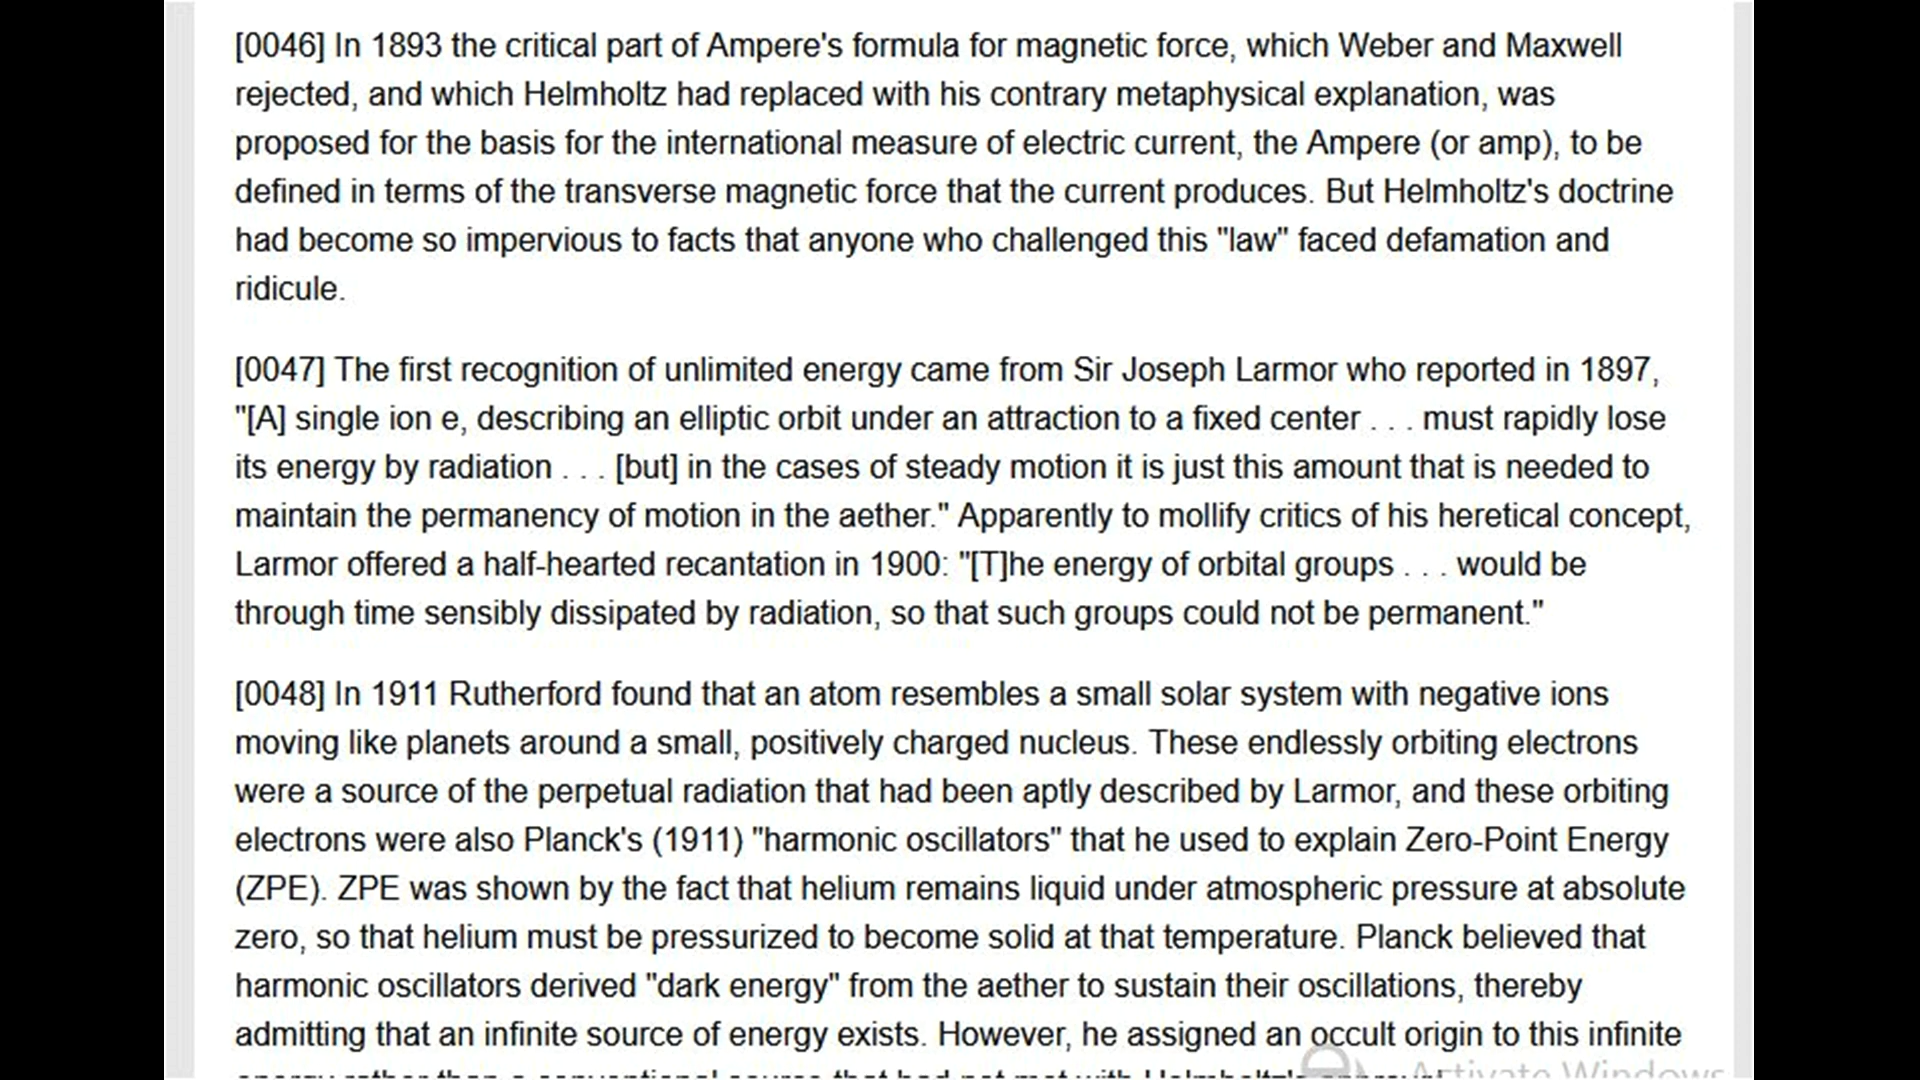 [0046] In 1893 the critical part of Ampere's formula for magnetic force, which Weber and Maxwell
rejected, and which Helmholtz had replaced with his contrary metaphysical explanation, was
proposed for the basis for the international measure of electric current, the Ampere (or amp), to be
defined in terms of the transverse magnetic force that the current produces. But Helmholtz's doctrine
had become so impervious to facts that anyone who challenged this "law" faced defamation and
ridicule.
[0047] The first recognition of unlimited energy came from Sir Joseph Larmor who reported in 1897,
"[A] single ion e, describing an elliptic orbit under an attraction to a fixed center . . . must rapidly lose
its energy by radiation . . . [but] in the cases of steady motion it is just this amount that is needed to
maintain the permanency of motion in the aether." Apparently to mollify critics of his heretical concept,
Larmor offered a half-hearted recantation in 1900: "[T]he energy of orbital groups . . . would be
through time sensibly dissipated by radiation, so that such groups could not be permanent."
[0048] In 1911 Rutherford found that an atom resembles a small solar system with negative ions
moving like planets around a small, positively charged nucleus. These endlessly orbiting electrons
were a source of the perpetual radiation that had been aptly described by Larmor, and these orbiting
electrons were also Planck's (1911) "harmonic oscillators" that he used to explain Zero-Point Energy
(ZPE). ZPE was shown by the fact that helium remains liquid under atmospheric pressure at absolute
zero, so that helium must be pressurized to become solid at that temperature. Planck believed that
harmonic oscillators derived "dark energy" from the aether to sustain their oscillations, thereby
admitting that an infinite source of energy exists. However, he assigned an occult origin to this infinite
Activate Windows